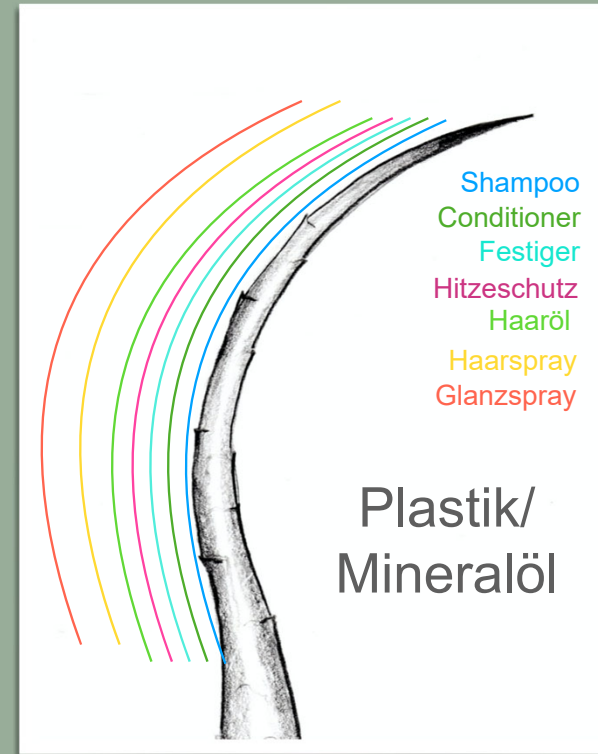 Shampoo
Conditioner
Festiger
Hitzeschutz
Haaröl
Haarspray
Glanzspray
Plastik/
Mineralöl